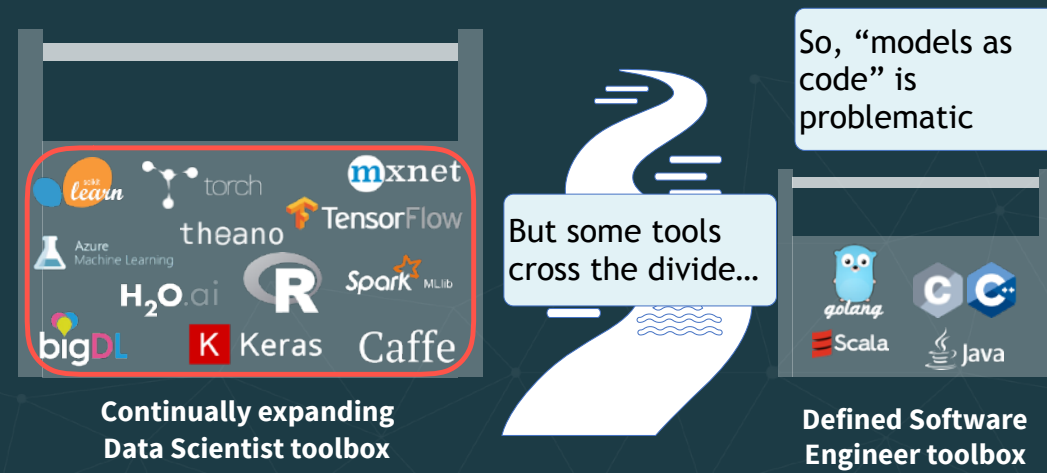 So, “models as
code” is
problematic
scikit
learn
torch
mxnet
theano
TensorFlow
Azure
Machine Learning
H2O.ai
R
Spark MLlib
bigDL
K Keras
Caffe
But some tools
cross the divide…
golang
C
C++
Scala
Java
Continually expanding
Data Scientist toolbox
Defined Software
Engineer toolbox